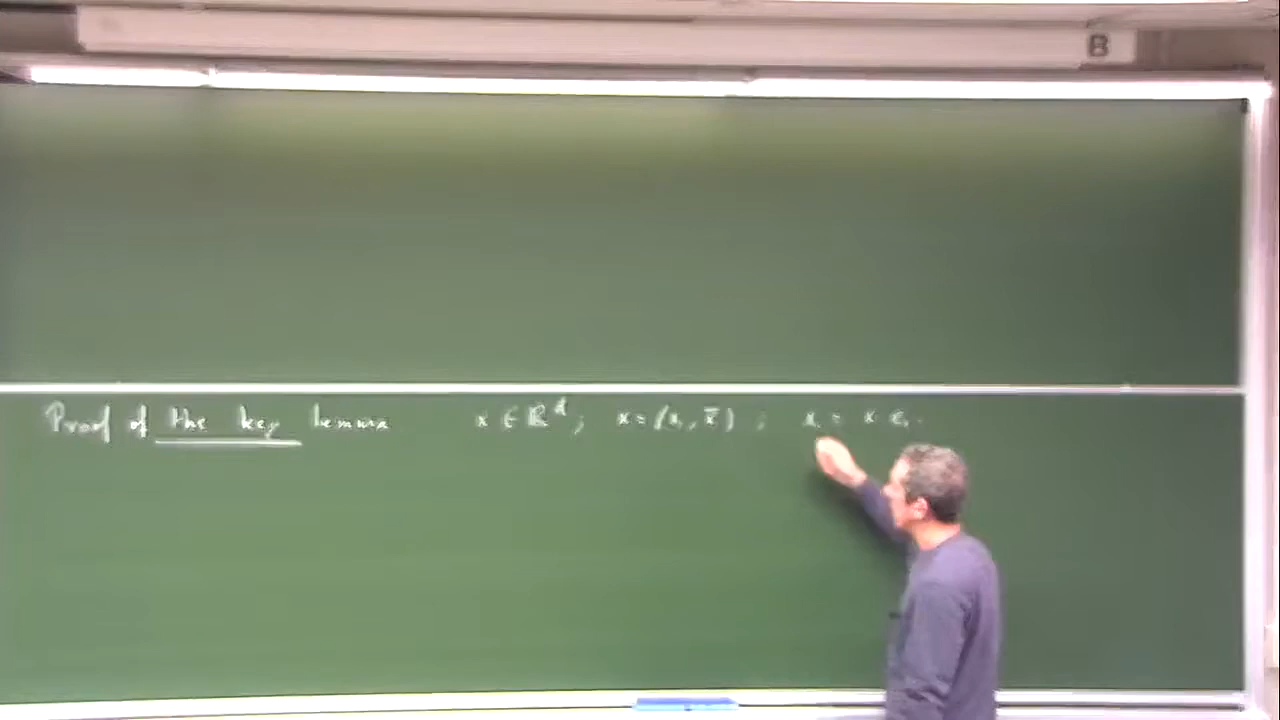 B
Proof of the key lemma x ∈ ℝ^d ; x = (x₁, x̄) ; x₁ = x e₁.